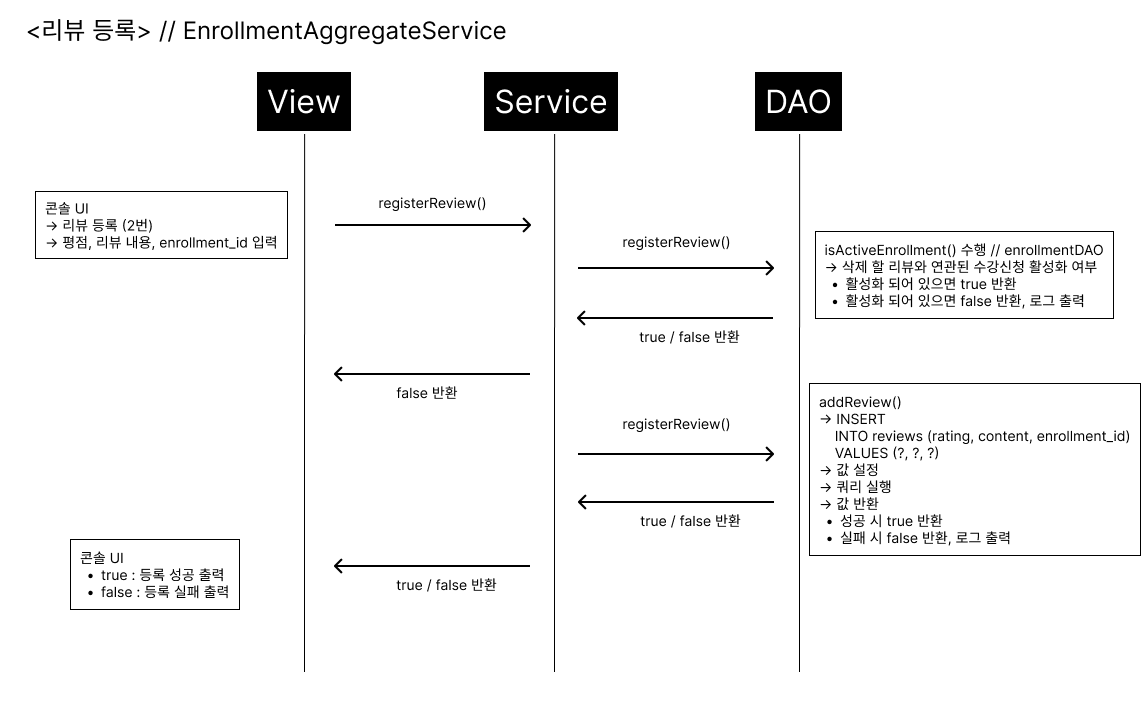 <리뷰 등록> // EnrollmentAggregateService
View
Service
DAO
콘솔 UI
→ 리뷰 등록 (2번)
→ 평점, 리뷰 내용, enrollment_id 입력
registerReview()
registerReview()
isActiveEnrollment() 수행 // enrollmentDAO
→ 삭제 할 리뷰와 연관된 수강신청 활성화 여부
• 활성화 되어 있으면 true 반환
• 활성화 되어 있으면 false 반환, 로그 출력
true / false 반환
false 반환
registerReview()
addReview()
→ INSERT
INTO reviews (rating, content, enrollment_id)
VALUES (?, ?, ?)
→ 값 설정
→ 쿼리 실행
→ 값 반환
• 성공 시 true 반환
• 실패 시 false 반환, 로그 출력
true / false 반환
콘솔 UI
• true : 등록 성공 출력
• false : 등록 실패 출력
true / false 반환